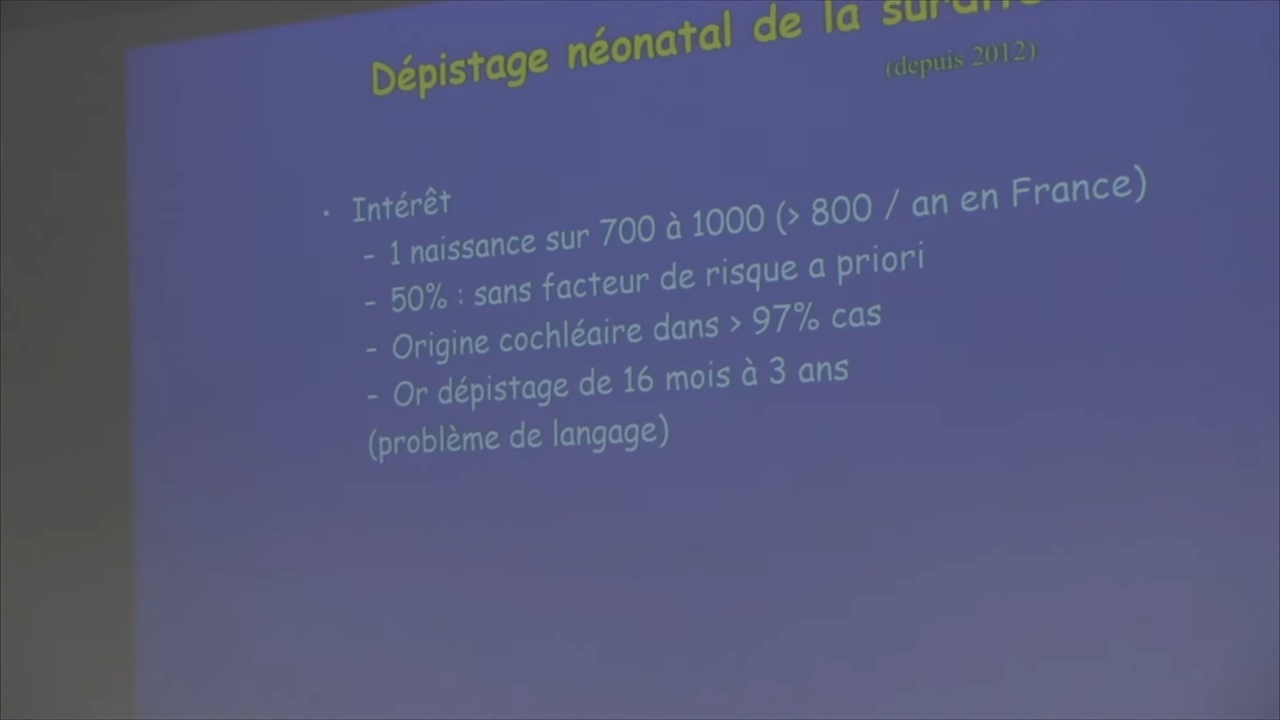 Dépistage néonatal de la surdité
(depuis 2012)
• Intérêt
- 1 naissance sur 700 à 1000 (> 800 / an en France)
- 50% : sans facteur de risque a priori
- Origine cochléaire dans > 97% cas
- Or dépistage de 16 mois à 3 ans
(problème de langage)